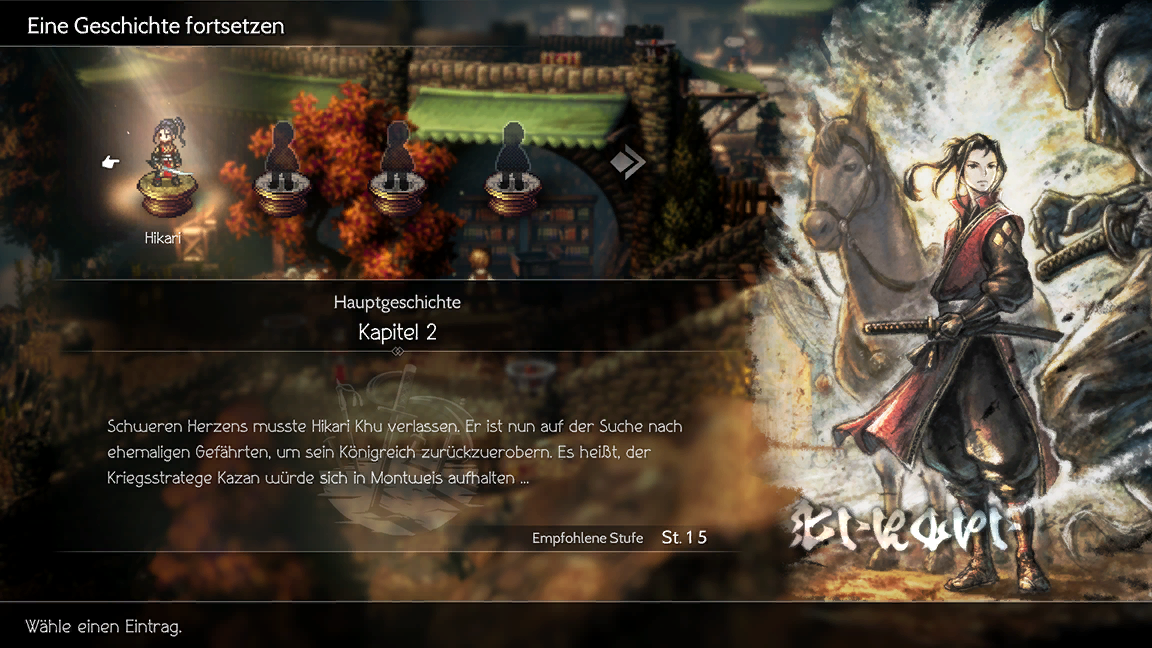 Eine Geschichte fortsetzen
Hikari
Hauptgeschichte
Kapitel 2
Schweren Herzens musste Hikari Khu verlassen. Er ist nun auf der Suche nach
ehemaligen Gefährten, um sein Königreich zurückzuerobern. Es heißt, der
Kriegsstratege Kazan würde sich in Montweis aufhalten ...
Empfohlene Stufe St. 15
Wähle einen Eintrag.